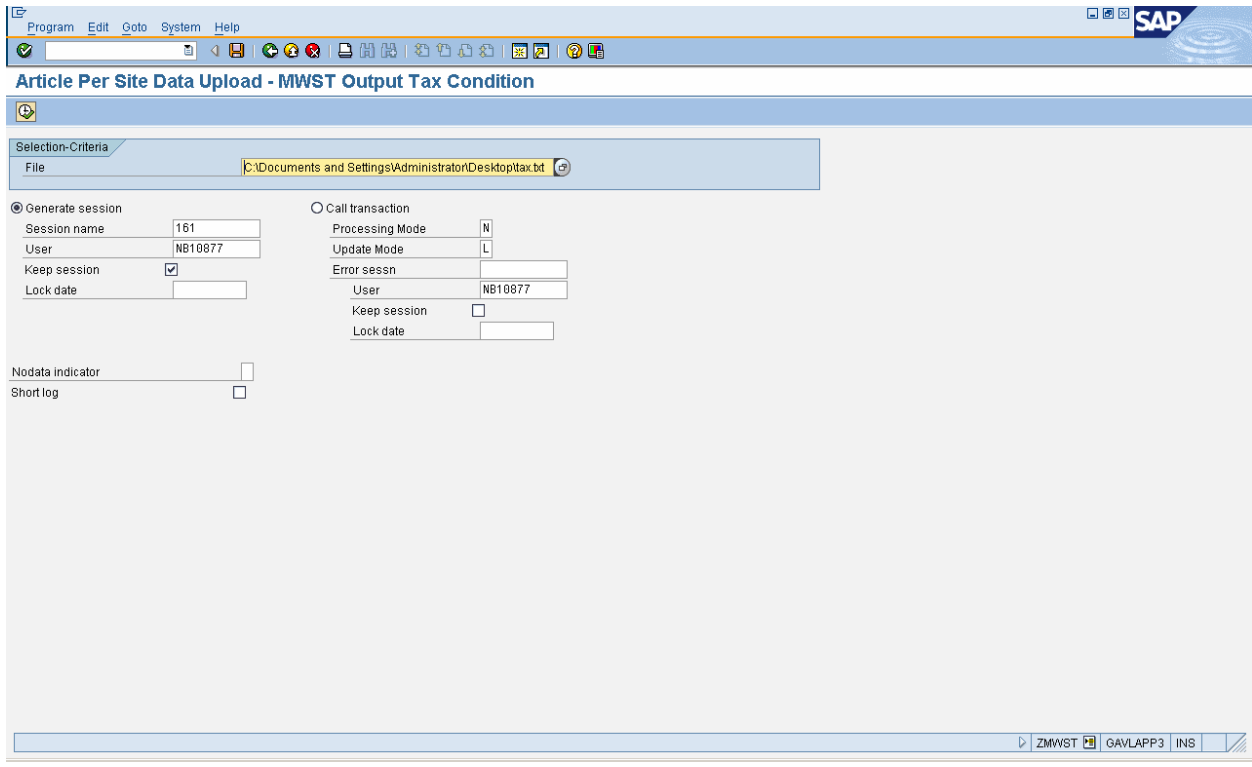 Program Edit Goto System Help
SAP
Article Per Site Data Upload - MWST Output Tax Condition
Selection-Criteria
File C:\Documents and Settings\Administrator\Desktop\tax.txt
Generate session Call transaction
Session name 161 Processing Mode N
User NB10877 Update Mode L
Keep session Error sessn
Lock date User NB10877
Keep session
Lock date
Nodata indicator
Short log
ZMWST GAVLAPP3 INS